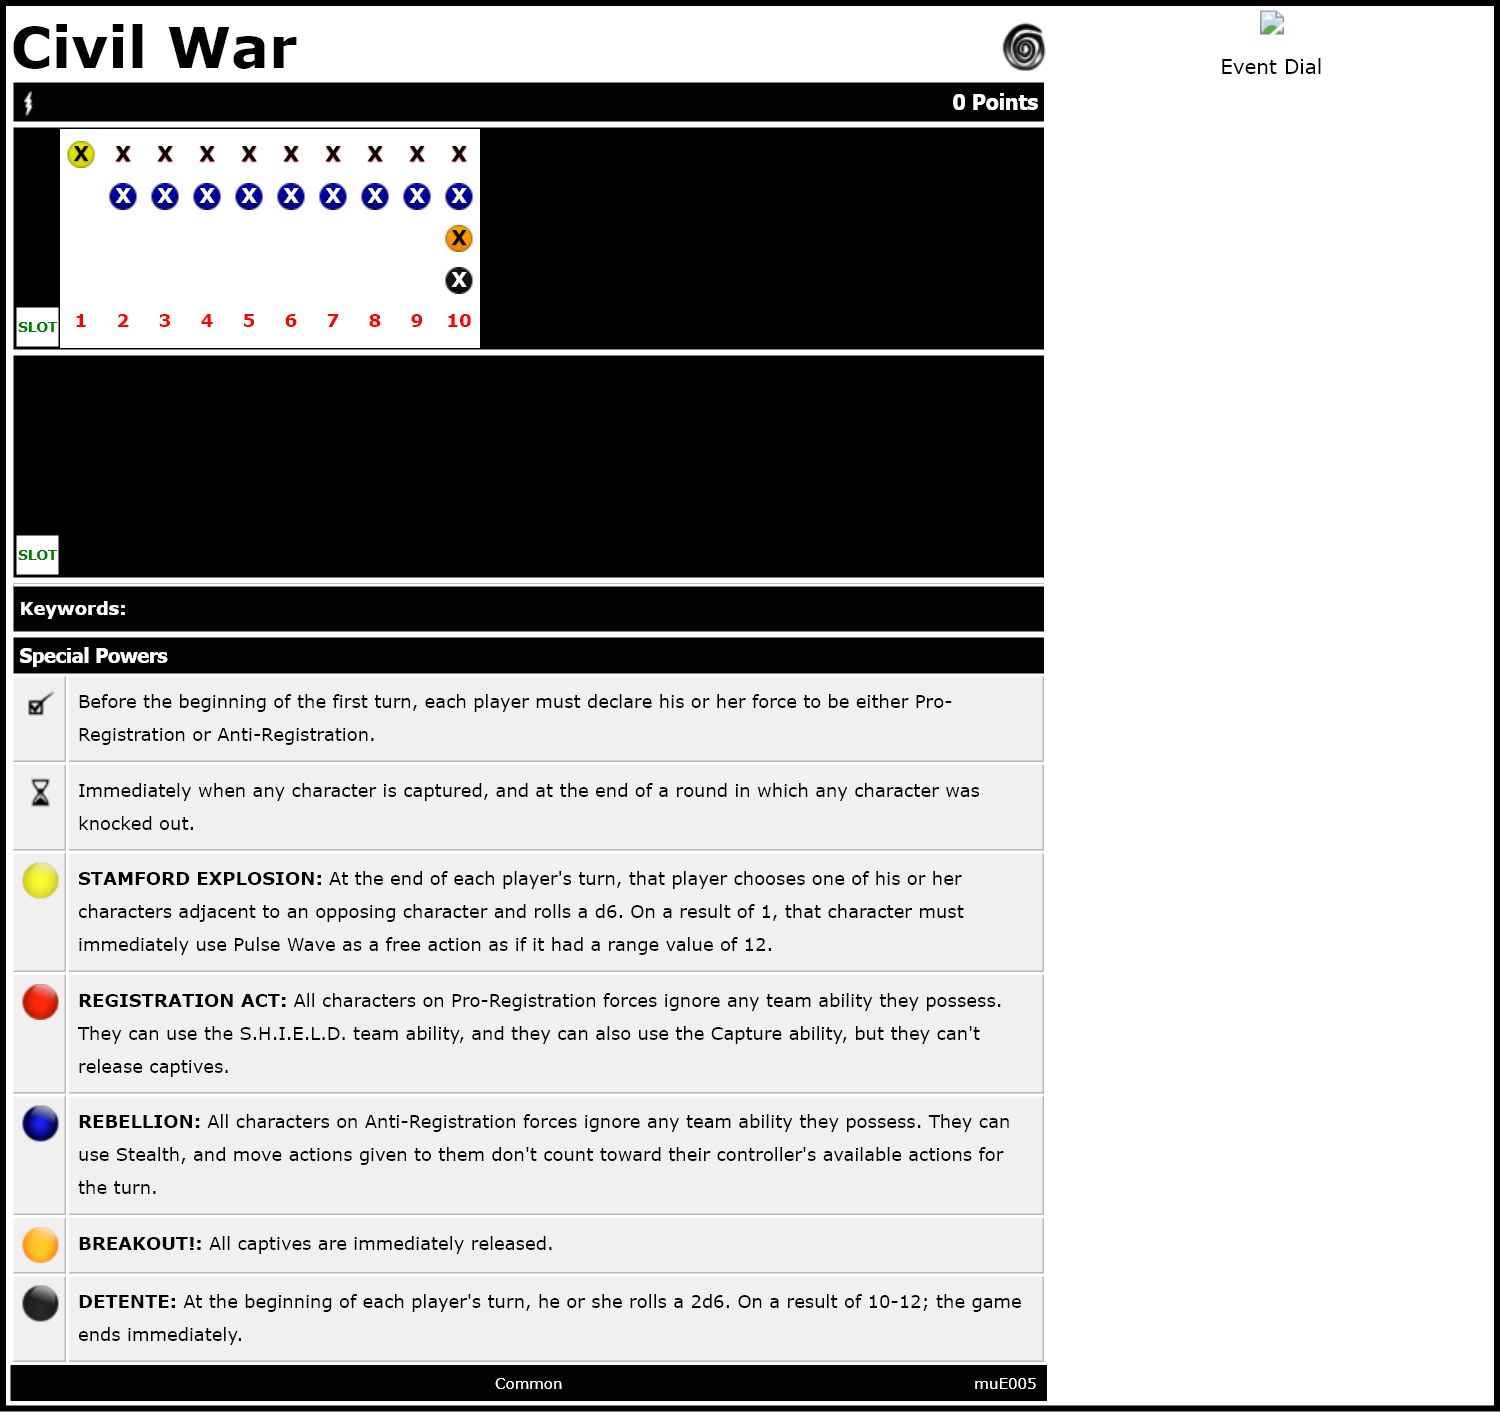 Civil War
Event Dial
0 Points
X X X X X X X X X X
X X X X X X X X X
X
X
SLOT 1 2 3 4 5 6 7 8 9 10
SLOT
Keywords:
Special Powers
Before the beginning of the first turn, each player must declare his or her force to be either Pro-
Registration or Anti-Registration.
Immediately when any character is captured, and at the end of a round in which any character was
knocked out.
STAMFORD EXPLOSION: At the end of each player's turn, that player chooses one of his or her
characters adjacent to an opposing character and rolls a d6. On a result of 1, that character must
immediately use Pulse Wave as a free action as if it had a range value of 12.
REGISTRATION ACT: All characters on Pro-Registration forces ignore any team ability they possess.
They can use the S.H.I.E.L.D. team ability, and they can also use the Capture ability, but they can't
release captives.
REBELLION: All characters on Anti-Registration forces ignore any team ability they possess. They can
use Stealth, and move actions given to them don't count toward their controller's available actions for
the turn.
BREAKOUT!: All captives are immediately released.
DETENTE: At the beginning of each player's turn, he or she rolls a 2d6. On a result of 10-12; the game
ends immediately.
Common
muE005